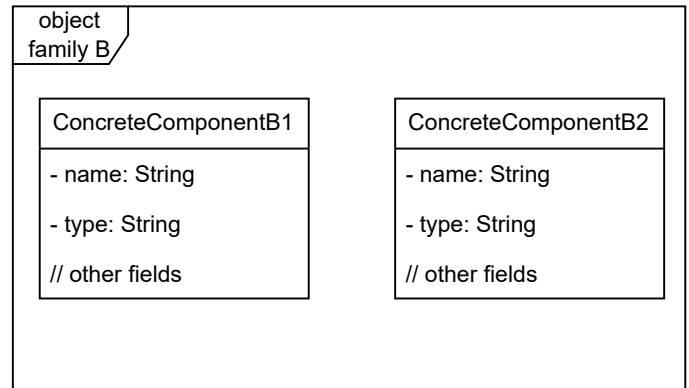 object
family B
ConcreteComponentB1
- name: String
- type: String
// other fields
ConcreteComponentB2
- name: String
- type: String
// other fields